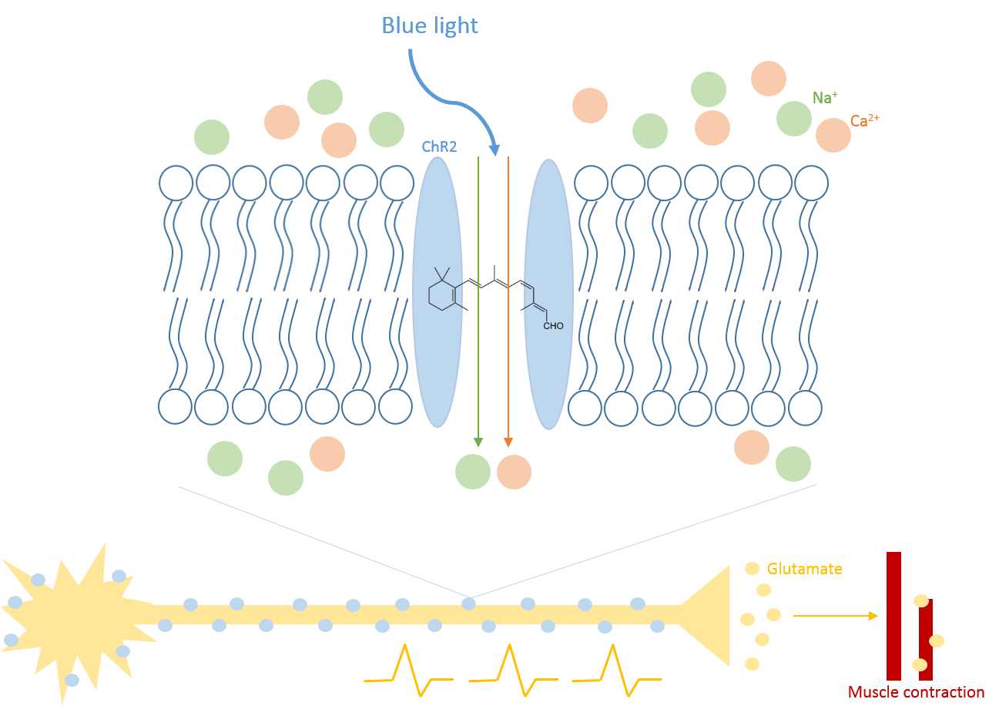 Blue light
Na⁺
Ca²⁺
ChR2
CHO
Glutamate
Muscle contraction